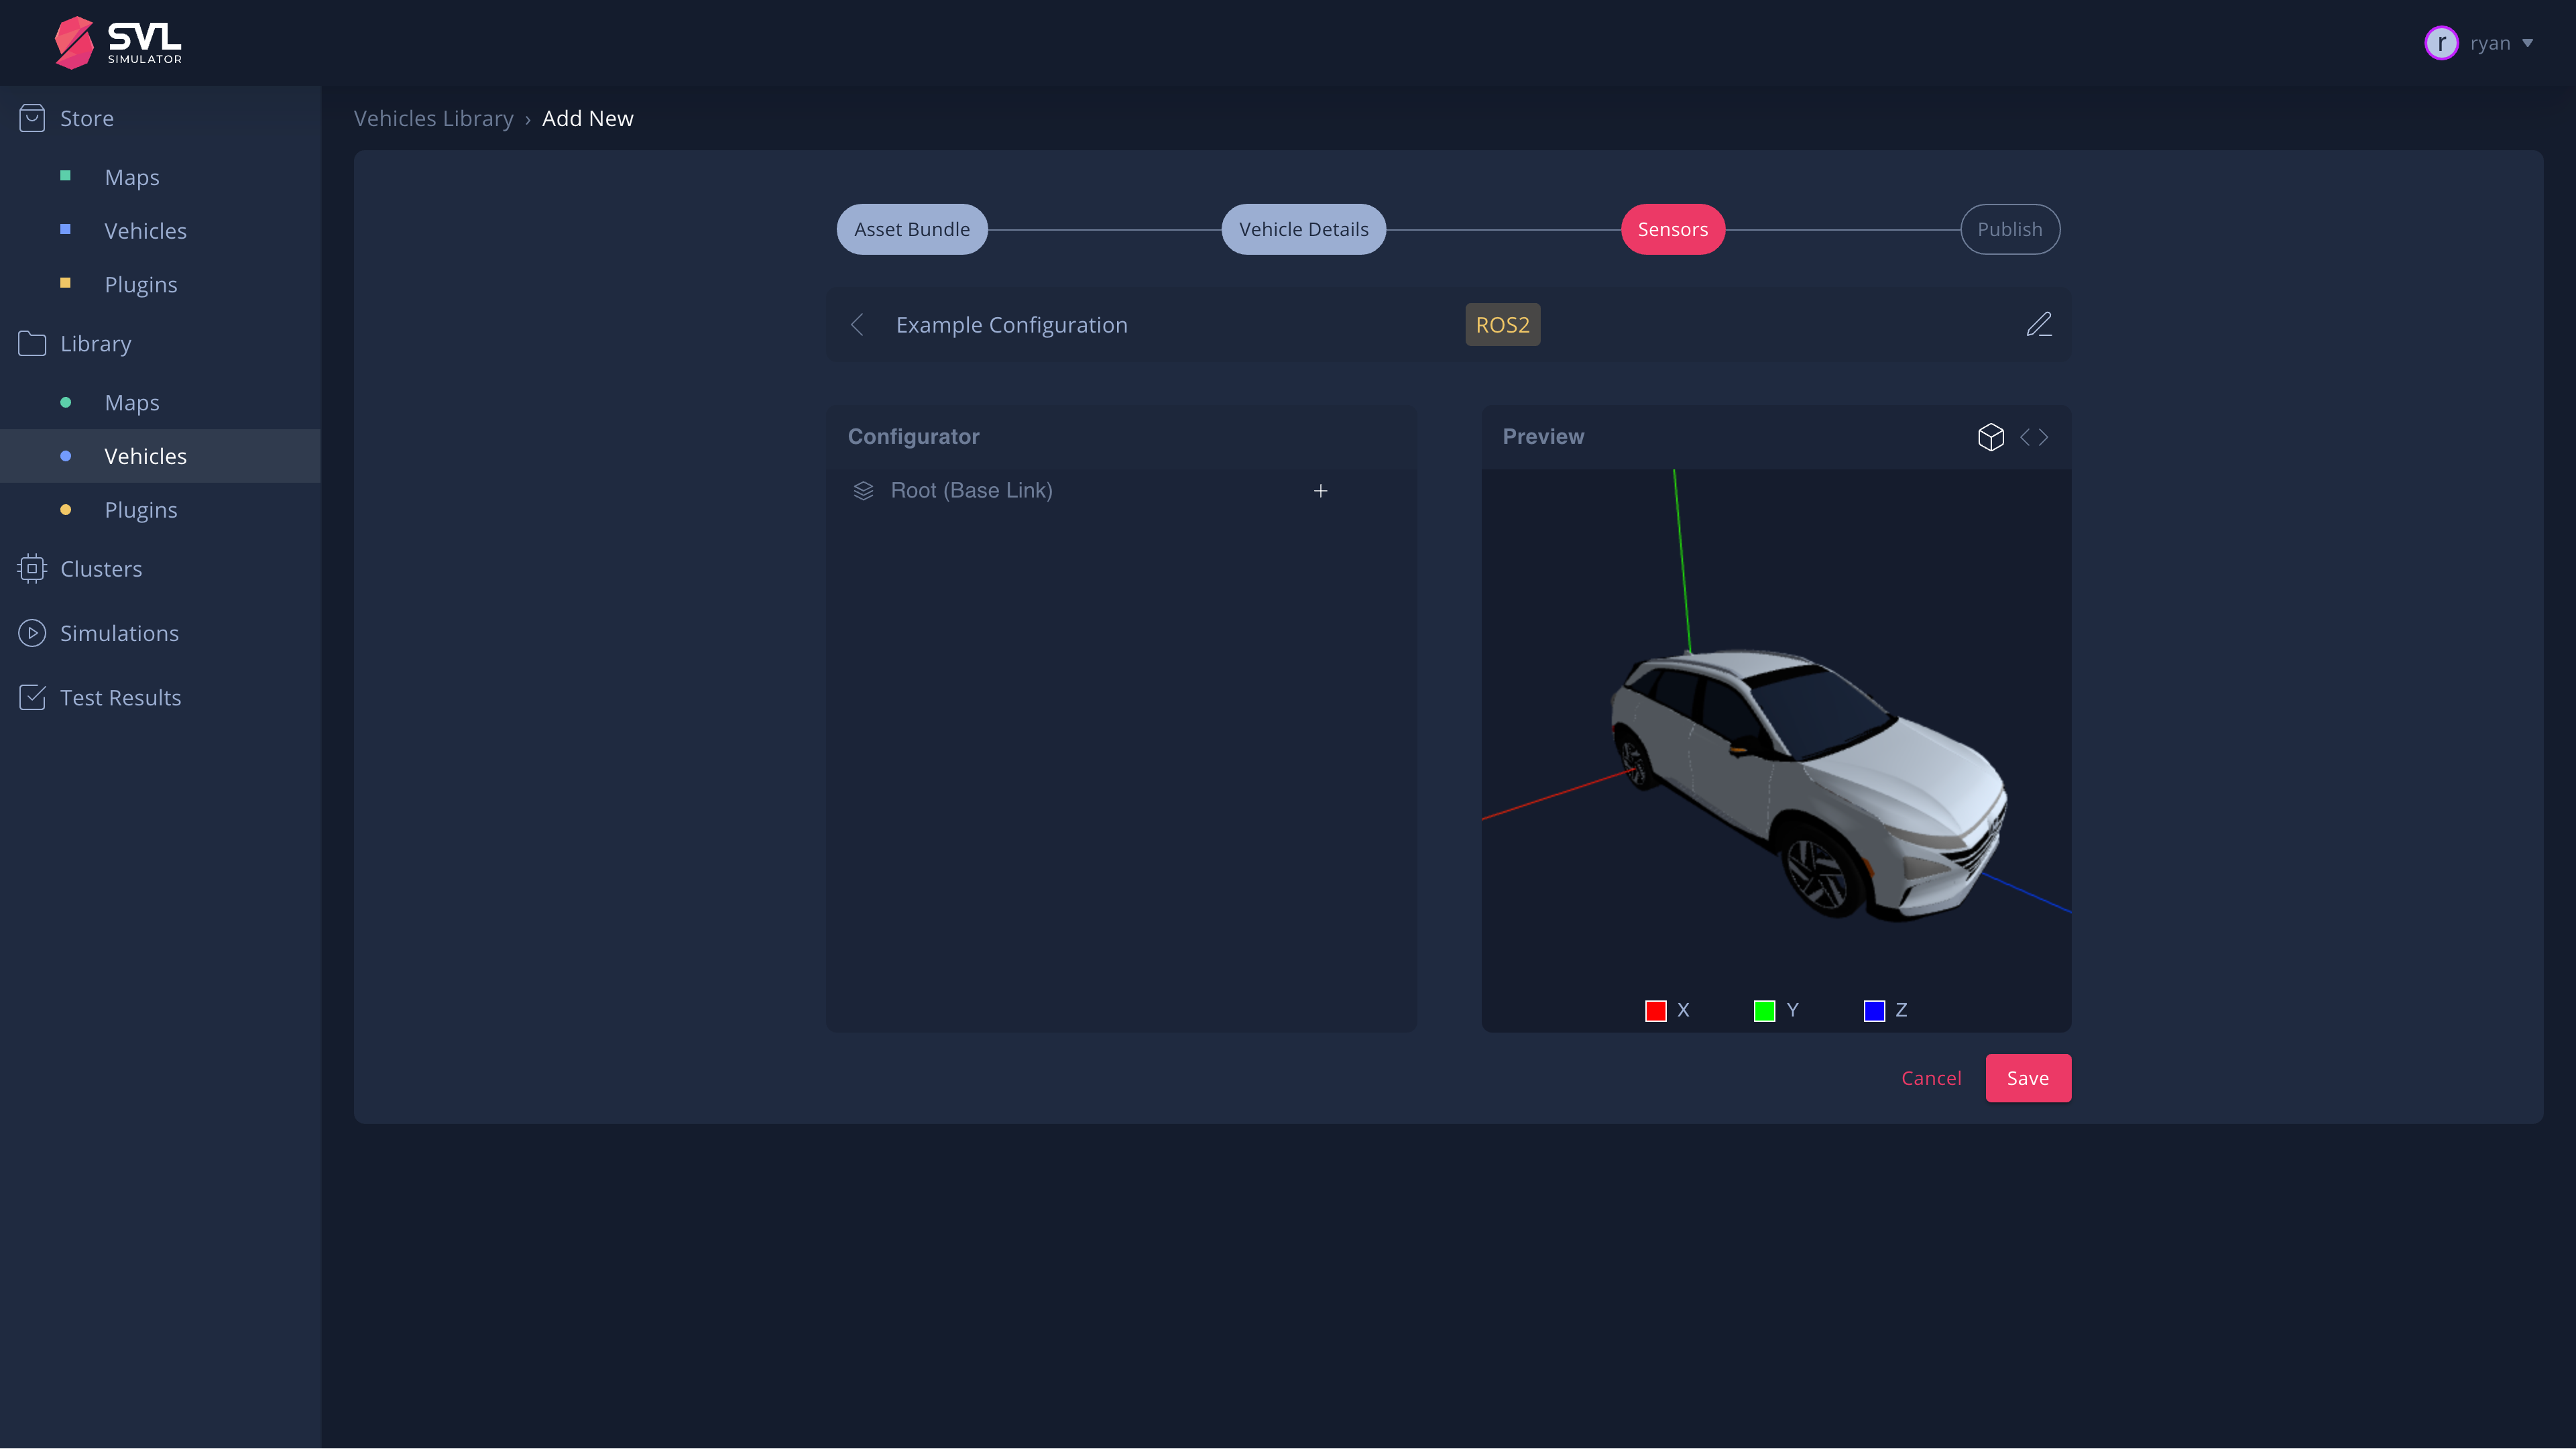 SVL
SIMULATOR
r ryan
Store
Maps
Vehicles
Plugins
Library
Maps
Vehicles
Plugins
Clusters
Simulations
Test Results
Vehicles Library › Add New
Asset Bundle
Vehicle Details
Sensors
Publish
Example Configuration
ROS2
Configurator
Root (Base Link)
Preview
X
Y
Z
Cancel
Save